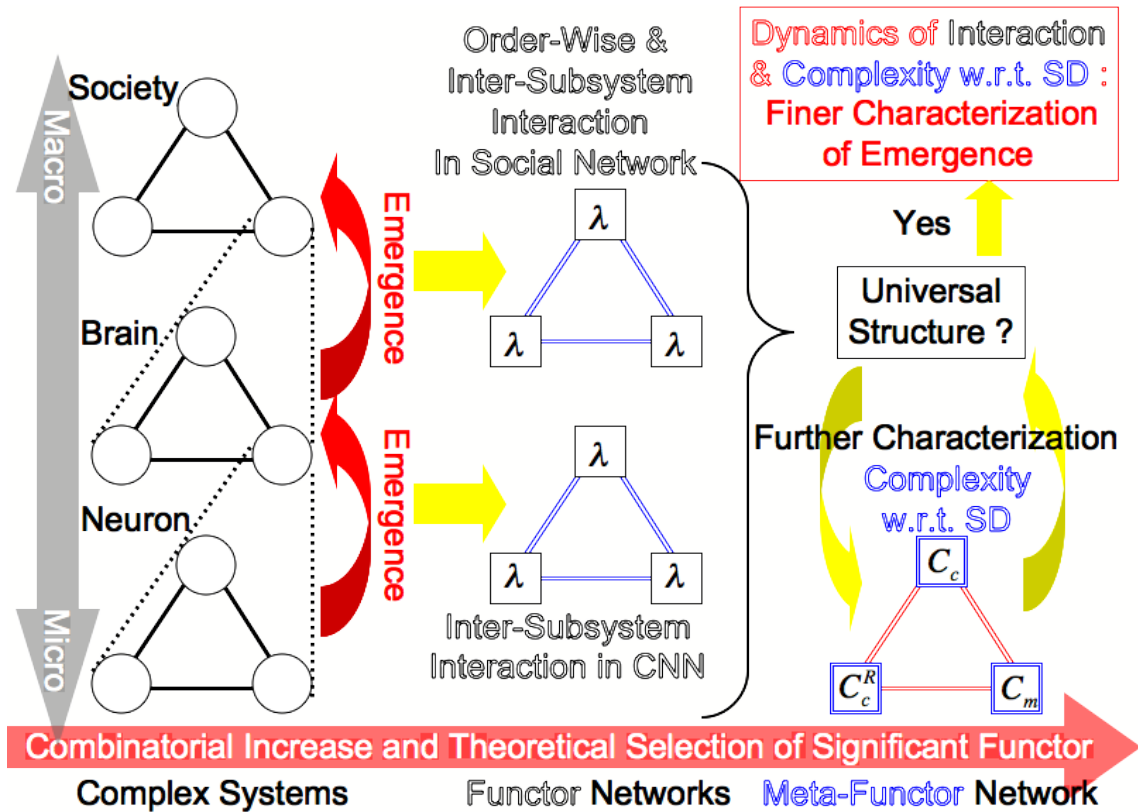 Order-Wise &
Inter-Subsystem
Interaction
In Social Network
Dynamics of Interaction
& Complexity w.r.t. SD :
Finer Characterization
of Emergence
Macro
Society
Emergence
λ
λ
λ
Yes
Universal
Structure ?
Brain
Emergence
λ
λ
λ
Further Characterization
Complexity
w.r.t. SD
Neuron
Micro
Inter-Subsystem
Interaction in CNN
C_c
C_c^R
C_m
Combinatorial Increase and Theoretical Selection of Significant Functor
Complex Systems
Functor Networks
Meta-Functor Network